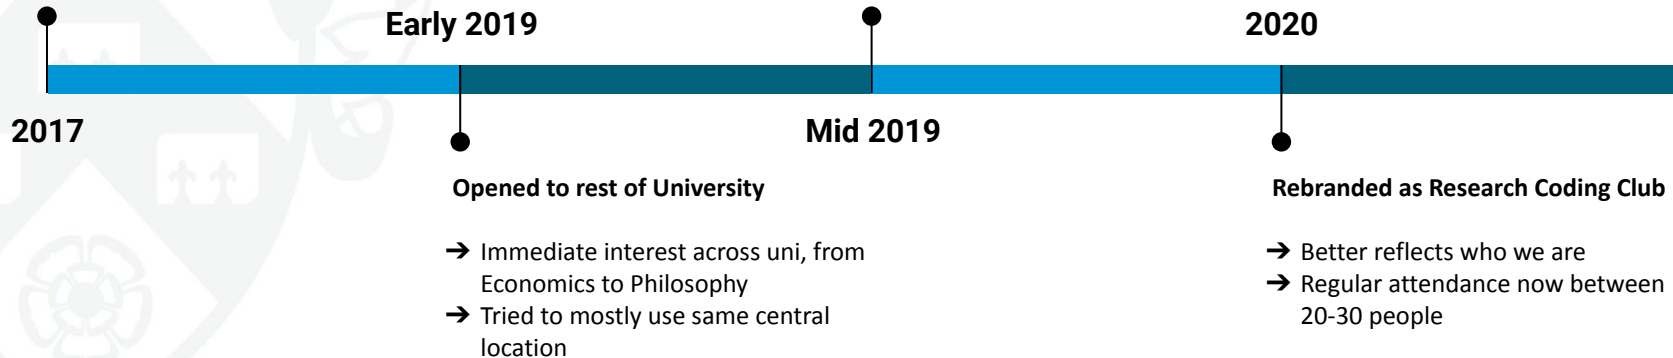 Early 2019
2020
2017
Mid 2019
Opened to rest of University
➔ Immediate interest across uni, from
Economics to Philosophy
➔ Tried to mostly use same central
location
Rebranded as Research Coding Club
➔ Better reflects who we are
➔ Regular attendance now between
20-30 people